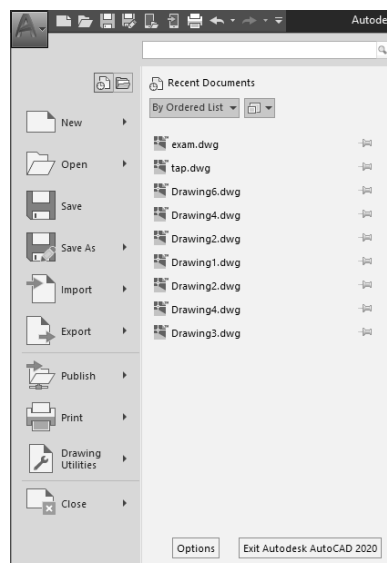 Autode
Recent Documents
By Ordered List
New
Open
Save
Save As
Import
Export
Publish
Print
Drawing
Utilities
Close
exam.dwg
tap.dwg
Drawing6.dwg
Drawing4.dwg
Drawing2.dwg
Drawing1.dwg
Drawing2.dwg
Drawing4.dwg
Drawing3.dwg
Options
Exit Autodesk AutoCAD 2020